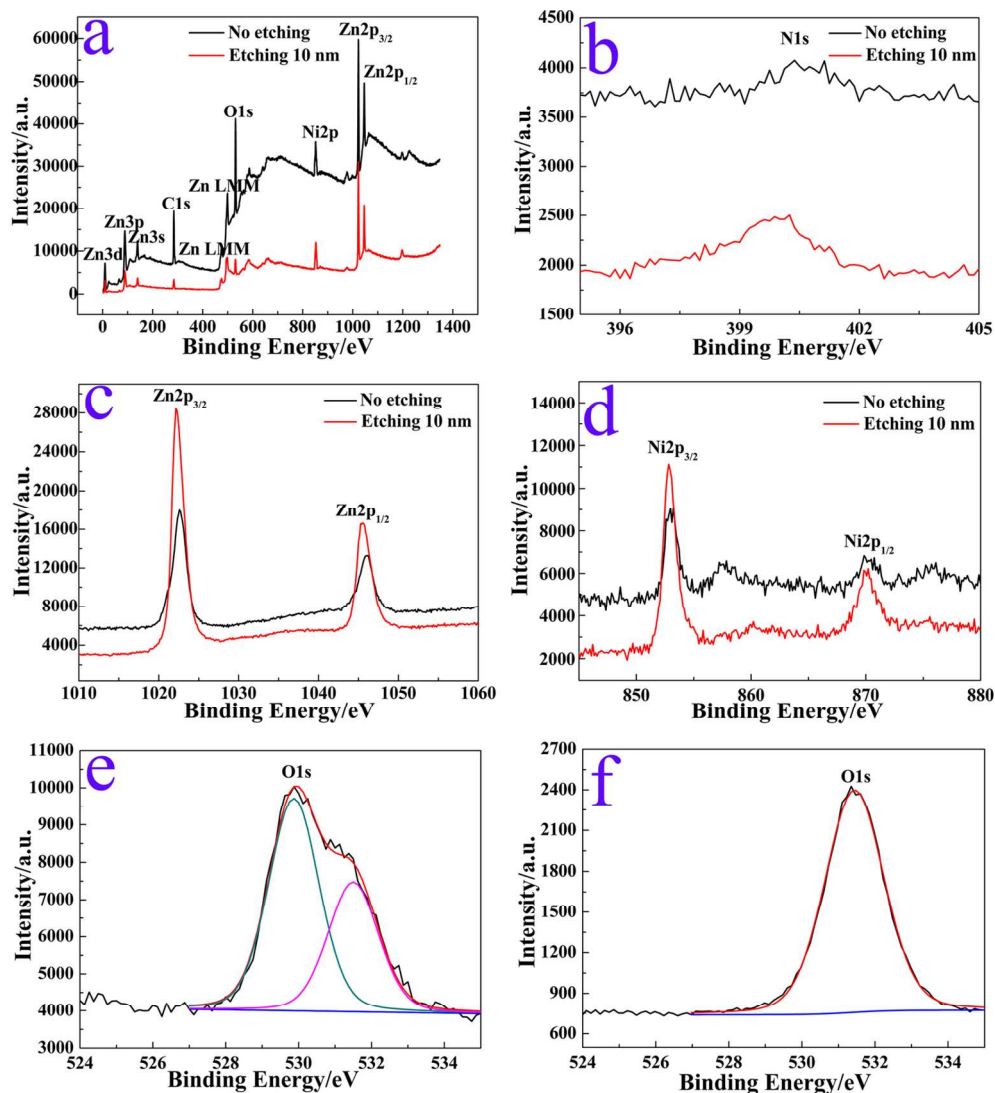 a
No etching
Etching 10 nm
Zn2p3/2
Zn2p1/2
O1s
Ni2p
Zn LMM
C1s
Zn3p
Zn3s
Zn LMM
Zn3d
60000
50000
40000
30000
20000
10000
0
0 200 400 600 800 1000 1200 1400
Intensity/a.u.
Binding Energy/eV
b
No etching
Etching 10 nm
N1s
4500
4000
3500
2500
2000
1500
396 399 402 405
Intensity/a.u.
Binding Energy/eV
c
No etching
Etching 10 nm
Zn2p3/2
Zn2p1/2
28000
24000
20000
16000
12000
8000
4000
1010 1020 1030 1040 1050 1060
Intensity/a.u.
Binding Energy/eV
d
No etching
Etching 10 nm
Ni2p3/2
Ni2p1/2
14000
12000
10000
8000
6000
4000
2000
850 860 870 880
Intensity/a.u.
Binding Energy/eV
e
O1s
11000
10000
9000
8000
7000
6000
5000
4000
3000
524 526 528 530 532 534
Intensity/a.u.
Binding Energy/eV
f
O1s
2700
2400
2100
1800
1500
1200
900
600
524 526 528 530 532 534
Intensity/a.u.
Binding Energy/eV